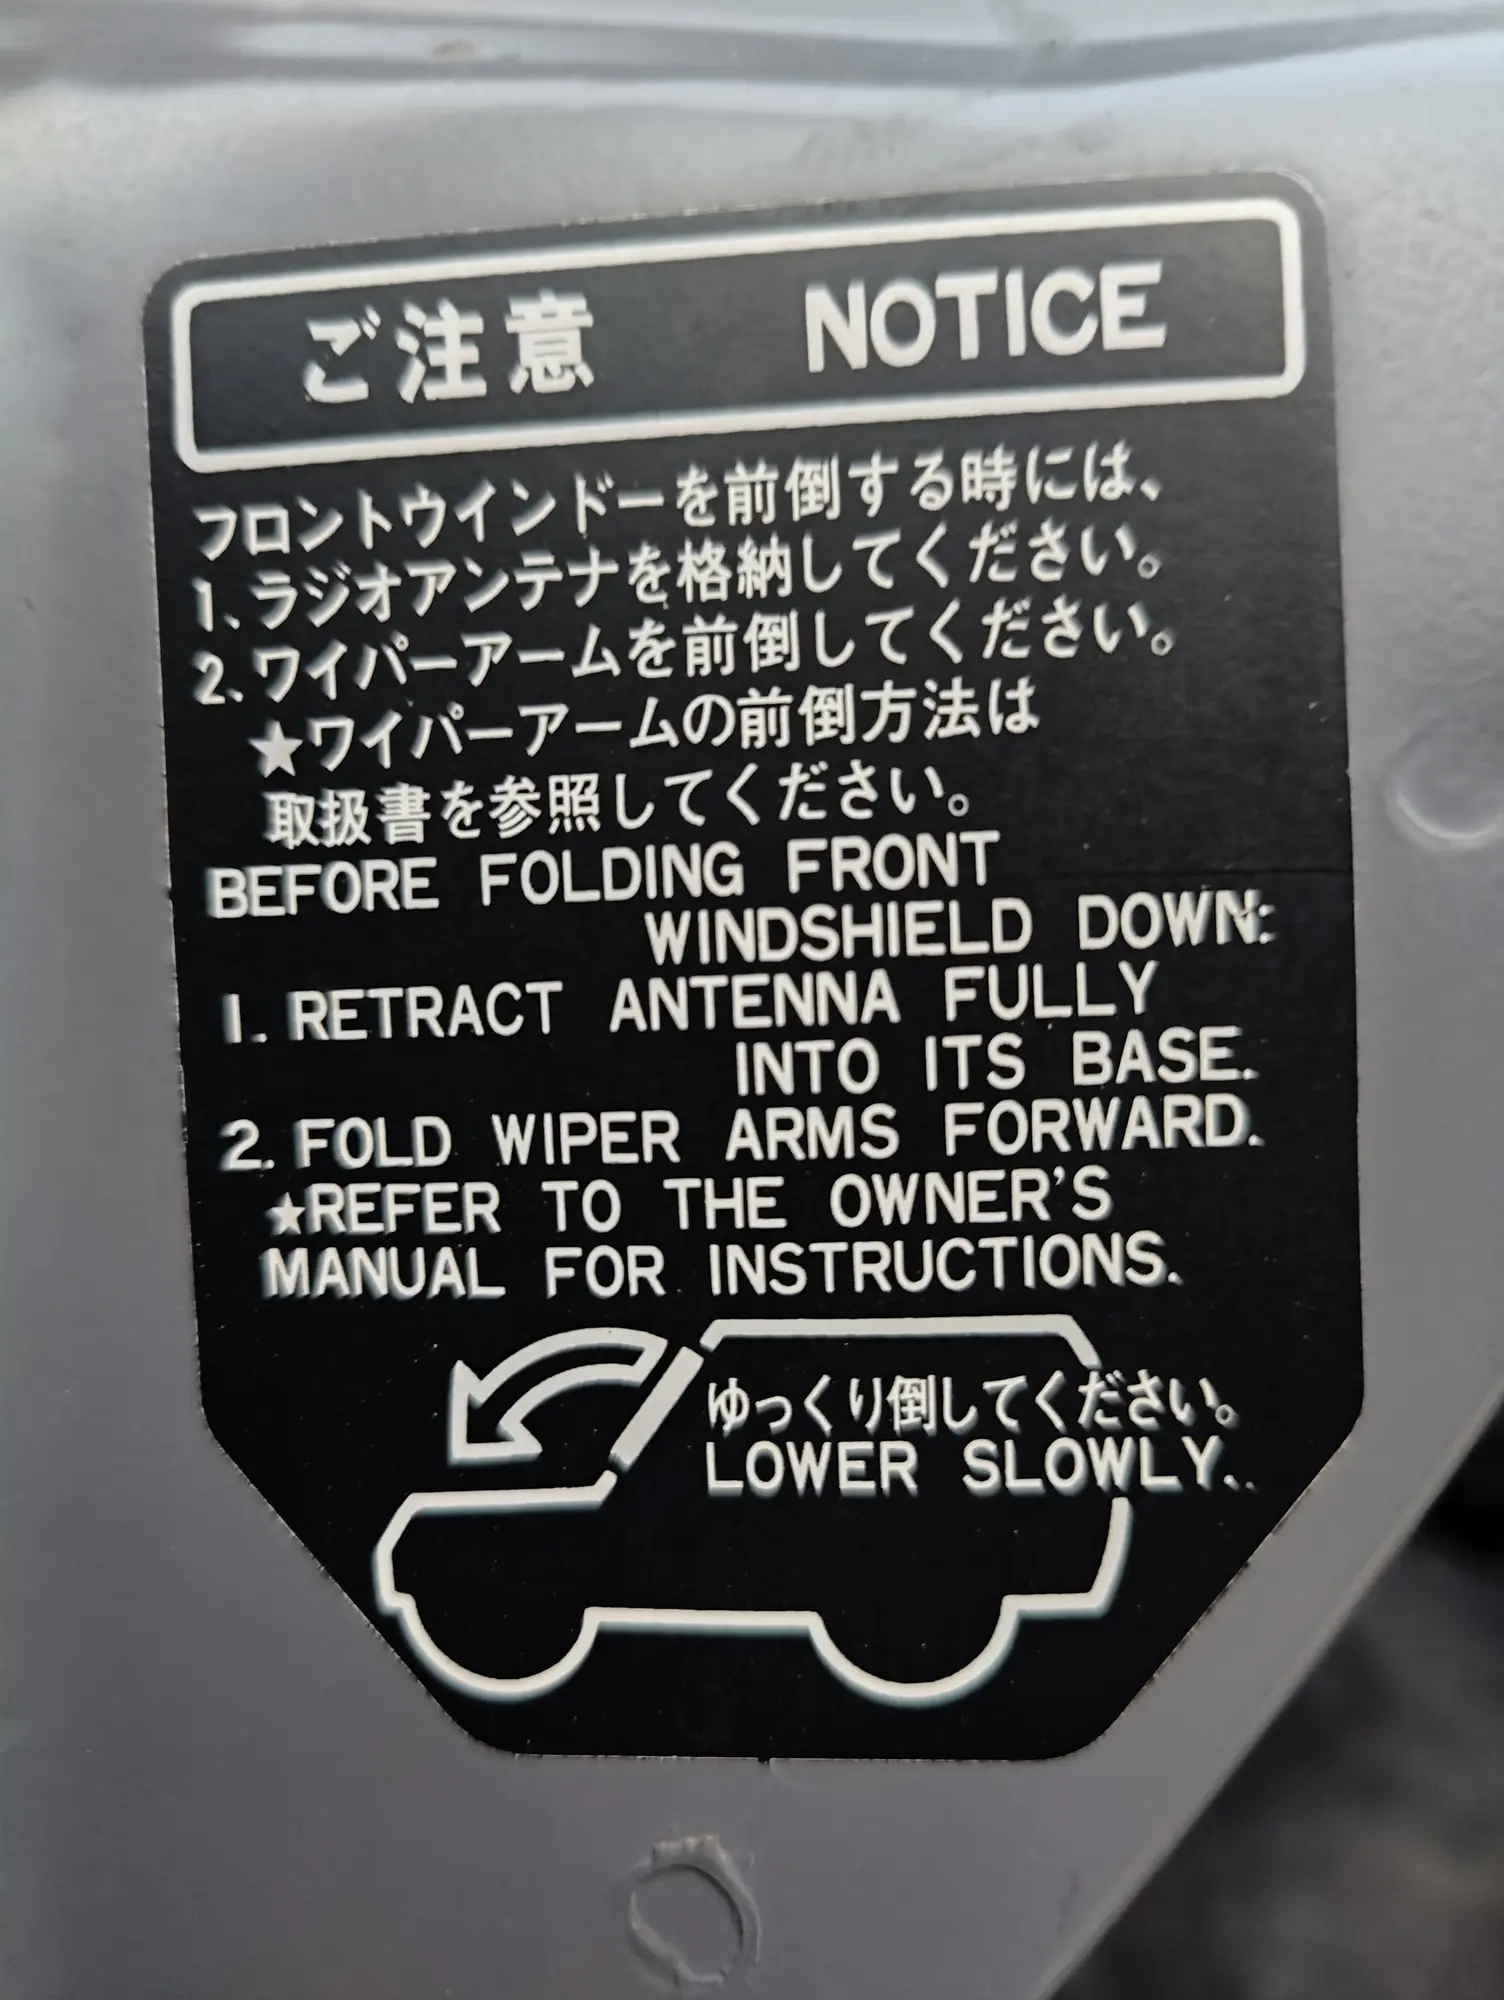 ご注意 NOTICE
フロントウインドーを前倒する時には、
1.ラジオアンテナを格納してください。
2.ワイパーアームを前倒してください。
★ワイパーアームの前倒方法は
取扱書を参照してください。
BEFORE FOLDING FRONT
WINDSHIELD DOWN:
1. RETRACT ANTENNA FULLY
INTO ITS BASE.
2. FOLD WIPER ARMS FORWARD.
★REFER TO THE OWNER'S
MANUAL FOR INSTRUCTIONS.
ゆっくり倒してください。
LOWER SLOWLY.